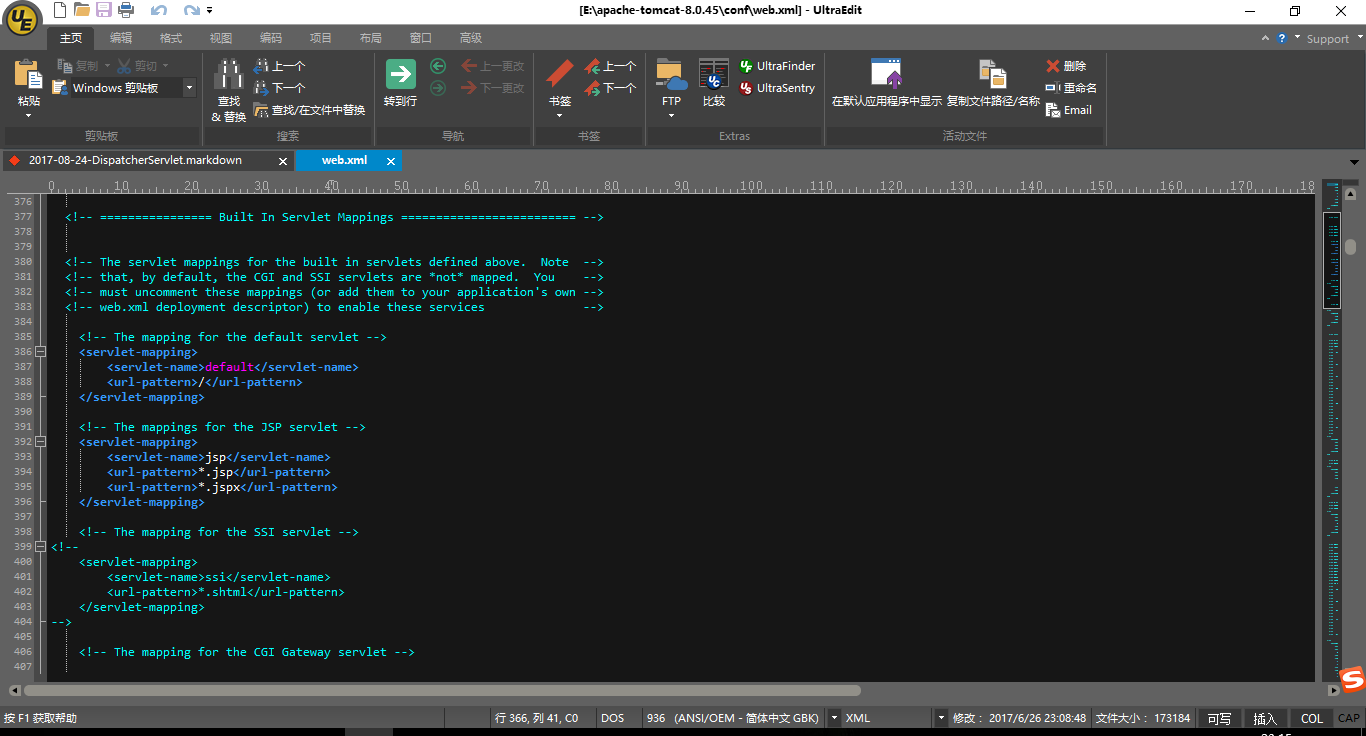 [E:\apache-tomcat-8.0.45\conf\web.xml] - UltraEdit
主页 编辑 格式 视图 编码 项目 布局 窗口 高级 Support
粘贴 复制 剪切
Windows 剪贴板
剪贴板
查找 & 替换
上一个
下一个
查找/在文件中替换
搜索
转到行
上一更改
下一更改
导航
书签
上一个
下一个
书签
FTP
比较
UltraFinder
UltraSentry
Extras
在默认应用程序中显示
复制文件路径/名称
删除
重命名
Email
活动文件
2017-08-24-DispatcherServlet.markdown
web.xml
0 10 20 30 40 50 60 70 80 90 100 110 120 130 140 150 160 170 18
376
377 <!-- ================ Built In Servlet Mappings ========================= -->
378
379
380 <!-- The servlet mappings for the built in servlets defined above.  Note  -->
381 <!-- that, by default, the CGI and SSI servlets are *not* mapped.  You    -->
382 <!-- must uncomment these mappings (or add them to your application's own -->
383 <!-- web.xml deployment descriptor) to enable these services              -->
384
385 <!-- The mapping for the default servlet -->
386 <servlet-mapping>
387 <servlet-name>default</servlet-name>
388 <url-pattern>/</url-pattern>
389 </servlet-mapping>
390
391 <!-- The mappings for the JSP servlet -->
392 <servlet-mapping>
393 <servlet-name>jsp</servlet-name>
394 <url-pattern>*.jsp</url-pattern>
395 <url-pattern>*.jspx</url-pattern>
396 </servlet-mapping>
397
398 <!-- The mapping for the SSI servlet -->
399 <!--
400 <servlet-mapping>
401 <servlet-name>ssi</servlet-name>
402 <url-pattern>*.shtml</url-pattern>
403 </servlet-mapping>
404 -->
405
406 <!-- The mapping for the CGI Gateway servlet -->
407
按 F1 获取帮助 行 366, 列 41, C0 DOS 936 (ANSI/OEM - 简体中文 GBK) XML 修改: 2017/6/26 23:08:48 文件大小: 173184 可写 插入 COL CAP